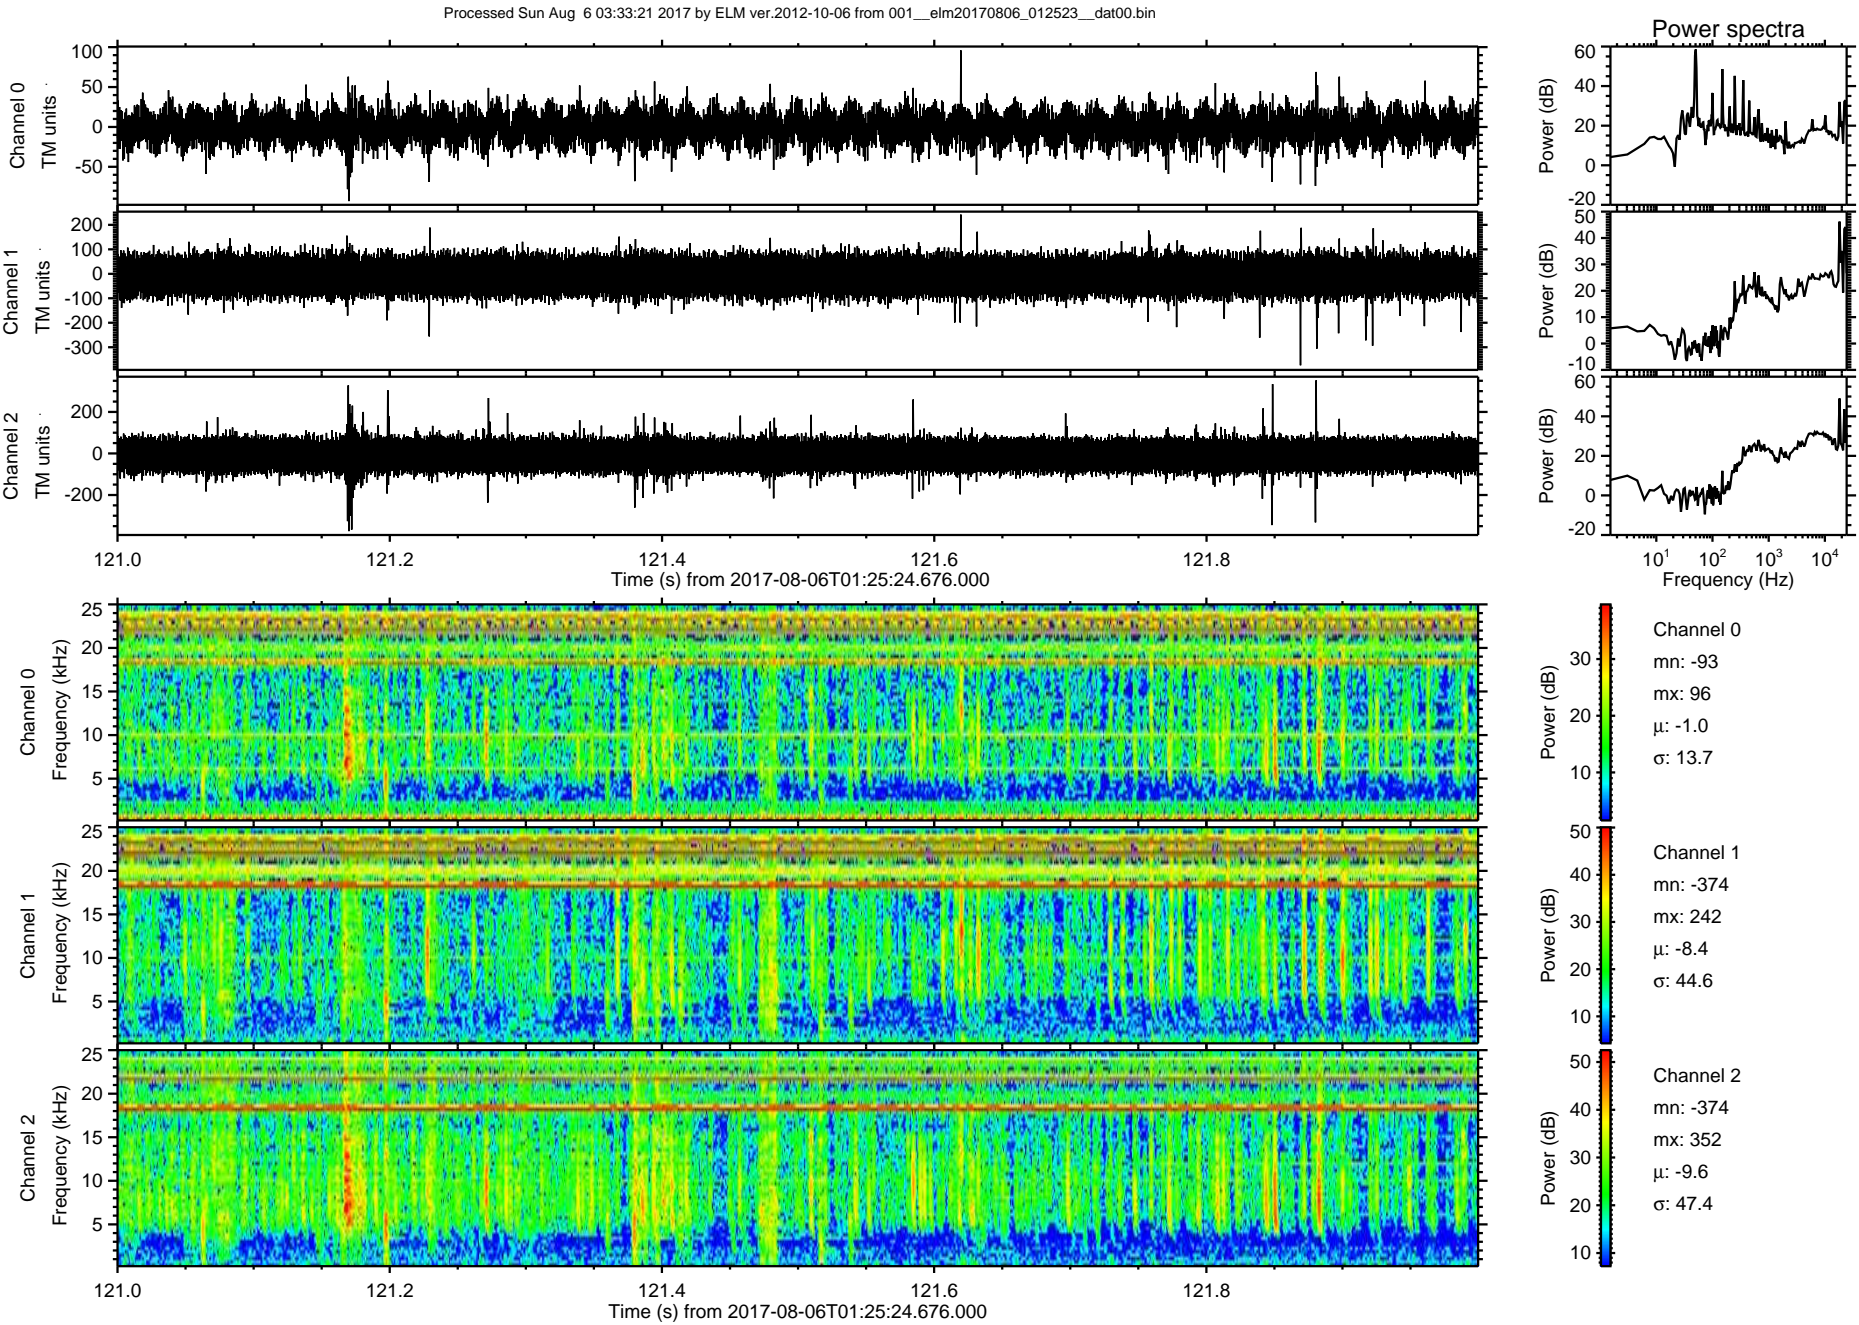 Processed Sun Aug  6 03:33:21 2017 by ELM ver.2012-10-06 from 001__elm20170806_012523__dat00.bin
Power spectra
Channel 0
TM units
100
50
0
-50
Power (dB)
60
40
20
0
-20
Channel 1
TM units
200
100
0
-100
-200
-300
Power (dB)
50
40
30
20
10
0
-10
Channel 2
TM units
200
0
-200
Power (dB)
60
40
20
0
-20
121.0 121.2 121.4 121.6 121.8
Time (s) from 2017-08-06T01:25:24.676.000
10^1 10^2 10^3 10^4
Frequency (Hz)
Channel 0
Frequency (kHz)
25
20
15
10
5
Power (dB)
30
20
10
Channel 0
mn: -93
mx: 96
μ: -1.0
σ: 13.7
Channel 1
Frequency (kHz)
25
20
15
10
5
Power (dB)
50
40
30
20
10
Channel 1
mn: -374
mx: 242
μ: -8.4
σ: 44.6
Channel 2
Frequency (kHz)
25
20
15
10
5
Power (dB)
50
40
30
20
10
Channel 2
mn: -374
mx: 352
μ: -9.6
σ: 47.4
121.0 121.2 121.4 121.6 121.8
Time (s) from 2017-08-06T01:25:24.676.000